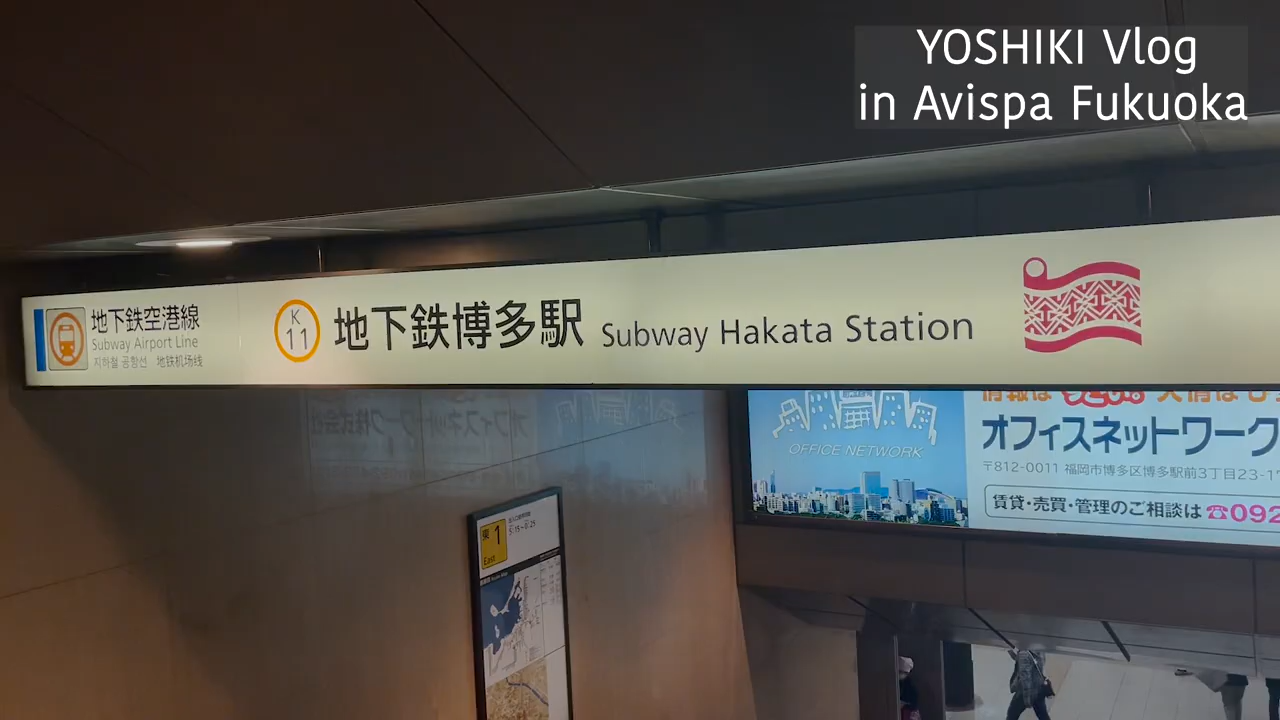 YOSHIKI Vlog
in Avispa Fukuoka
地下鉄空港線
Subway Airport Line
지하철 공항선 地铁机场线
K
11
地下鉄博多駅 Subway Hakata Station
OFFICE NETWORK
オフィスネットワーク
〒812-0011 福岡市博多区博多駅前3丁目23-1
賃貸・売買・管理のご相談は ☎092
東 1
East